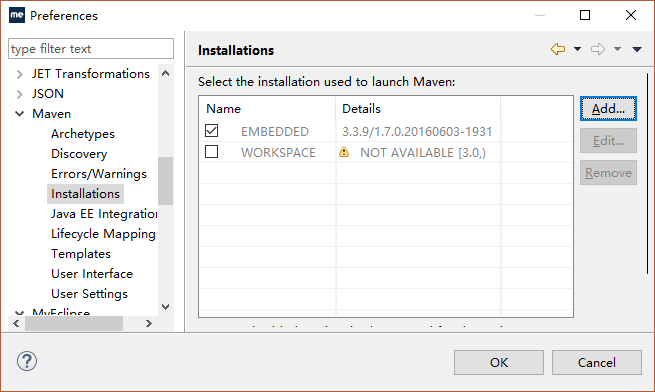 me Preferences
type filter text
JET Transformations
JSON
Maven
Archetypes
Discovery
Errors/Warnings
Installations
Java EE Integration
Lifecycle Mapping
Templates
User Interface
User Settings
MyEclipse
Installations
Select the installation used to launch Maven:
Name Details
EMBEDDED 3.3.9/1.7.0.20160603-1931
WORKSPACE NOT AVAILABLE [3.0,)
Add...
Edit...
Remove
OK Cancel